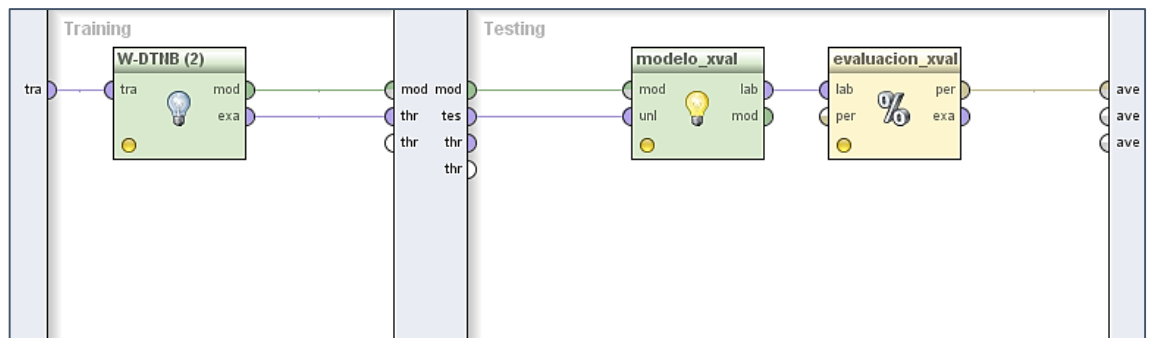 Training
Testing
W-DTNB (2)
modelo_xval
evaluacion_xval
tra
tra
mod
mod
mod
mod
lab
lab
per
ave
exa
thr
tes
unl
mod
per
exa
ave
thr
thr
ave
thr